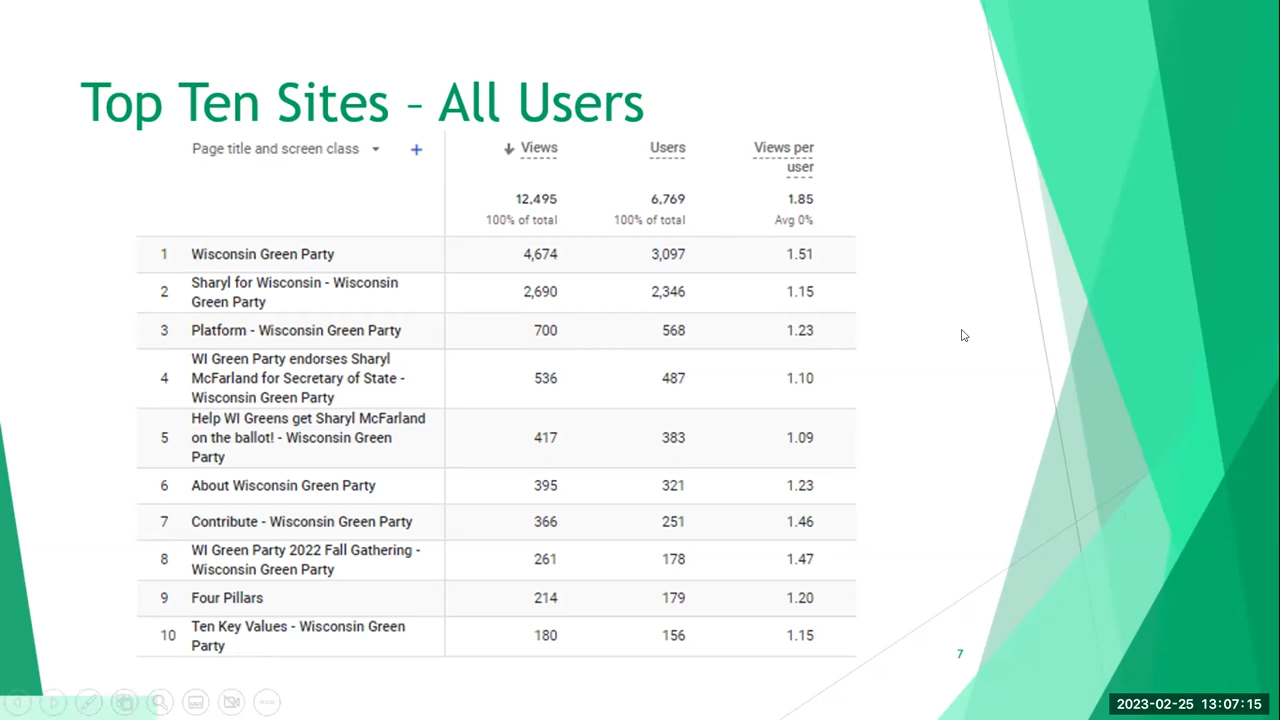 Top Ten Sites – All Users
Page title and screen class
Views
Users
Views per
user
12,495
6,769
1.85
100% of total
100% of total
Avg 0%
1 Wisconsin Green Party 4,674 3,097 1.51
2 Sharyl for Wisconsin - Wisconsin
Green Party 2,690 2,346 1.15
3 Platform - Wisconsin Green Party 700 568 1.23
4 WI Green Party endorses Sharyl
McFarland for Secretary of State -
Wisconsin Green Party 536 487 1.10
5 Help WI Greens get Sharyl McFarland
on the ballot! - Wisconsin Green
Party 417 383 1.09
6 About Wisconsin Green Party 395 321 1.23
7 Contribute - Wisconsin Green Party 366 251 1.46
8 WI Green Party 2022 Fall Gathering -
Wisconsin Green Party 261 178 1.47
9 Four Pillars 214 179 1.20
10 Ten Key Values - Wisconsin Green
Party 180 156 1.15
7
2023-02-25 13:07:15